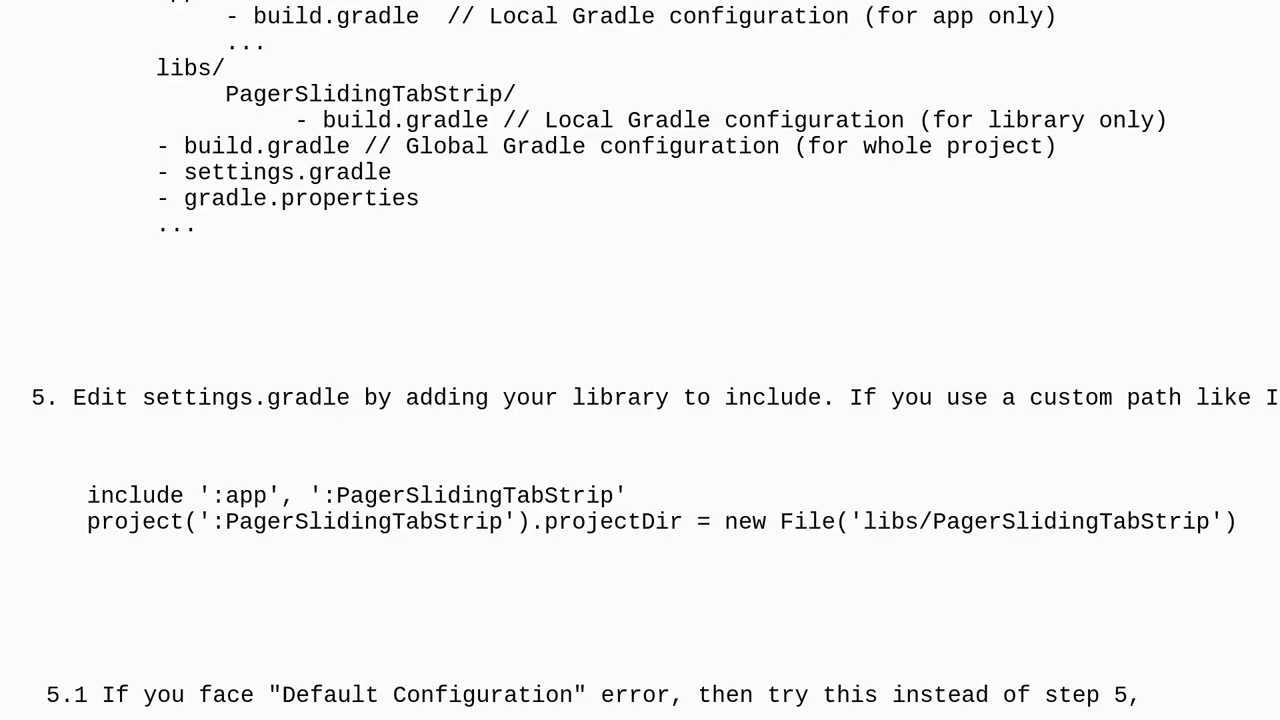 - build.gradle // Local Gradle configuration (for app only)
...
libs/
PagerSlidingTabStrip/
- build.gradle // Local Gradle configuration (for library only)
- build.gradle // Global Gradle configuration (for whole project)
- settings.gradle
- gradle.properties
...
5. Edit settings.gradle by adding your library to include. If you use a custom path like I
include ':app', ':PagerSlidingTabStrip'
project(':PagerSlidingTabStrip').projectDir = new File('libs/PagerSlidingTabStrip')
5.1 If you face "Default Configuration" error, then try this instead of step 5,